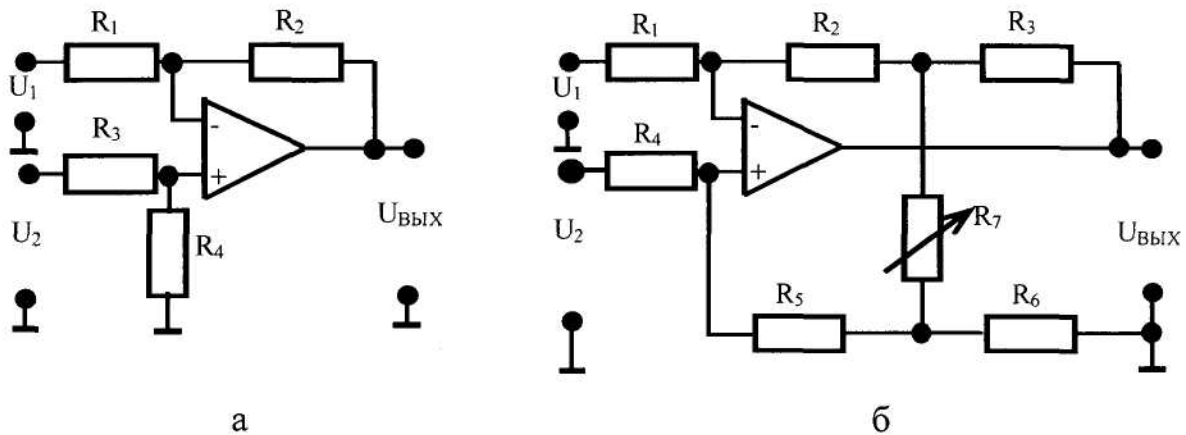 R₁
R₂
U₁
R₃
-
+
U₂
R₄
Uвых
а
R₁
R₂
R₃
U₁
R₄
-
+
R₇
U₂
Uвых
R₅
R₆
б